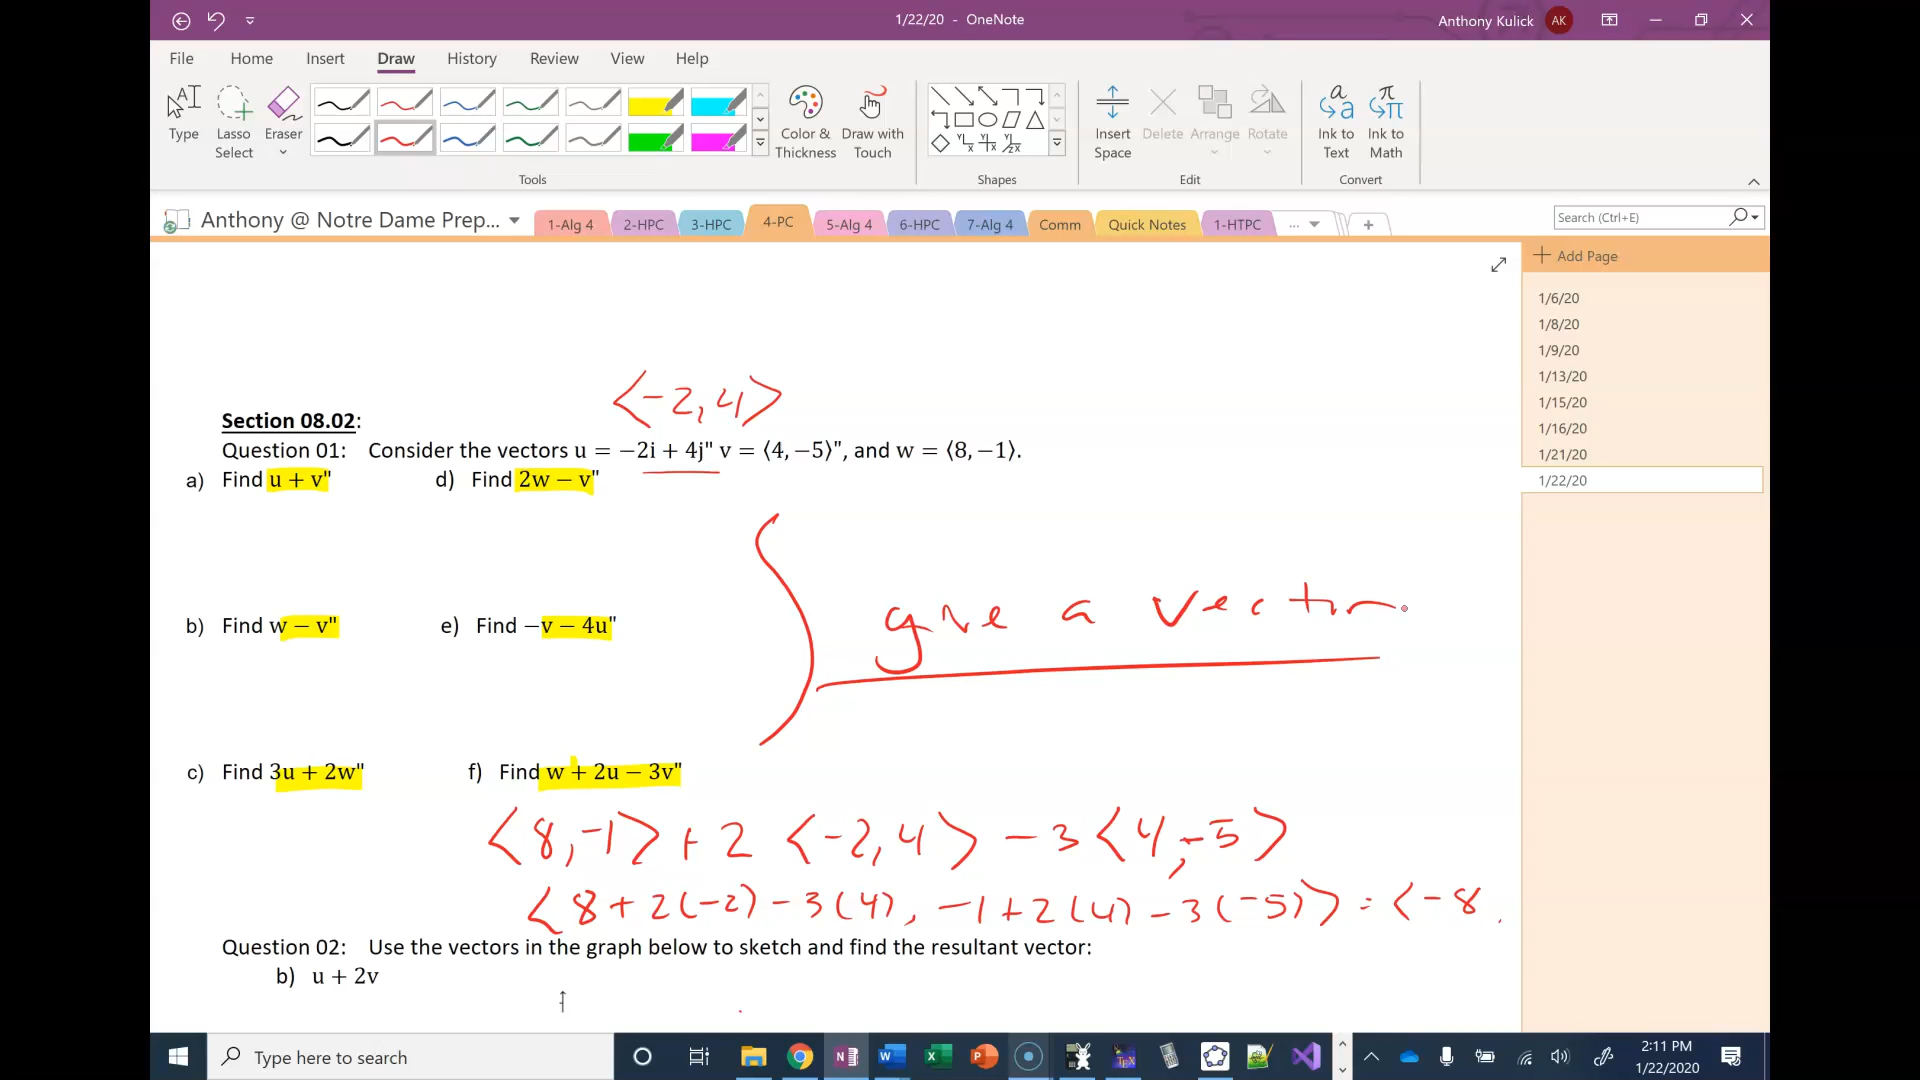 1/22/20 - OneNote
Anthony Kulick AK
File Home Insert Draw History Review View Help
Type
Lasso Select
Eraser
Color & Thickness
Draw with Touch
Insert Space
Delete
Arrange
Rotate
Ink to Text
Ink to Math
Tools
Shapes
Edit
Convert
Anthony @ Notre Dame Prep...
1-Alg 4 2-HPC 3-HPC 4-PC 5-Alg 4 6-HPC 7-Alg 4 Comm Quick Notes 1-HTPC ...
Search (Ctrl+E)
Add Page
1/6/20
1/8/20
1/9/20
1/13/20
1/15/20
1/16/20
1/21/20
1/22/20
⟨-2,4⟩
Section 08.02:
Question 01: Consider the vectors u = −2i + 4j" v = ⟨4, −5⟩", and w = ⟨8, −1⟩.
a) Find u + v" d) Find 2w − v"
give a vector
b) Find w − v" e) Find −v − 4u"
c) Find 3u + 2w" f) Find w + 2u − 3v"
⟨8,-1⟩ + 2 ⟨-2,4⟩ - 3 ⟨4,-5⟩
⟨8+2(-2)-3(4), -1+2(4)-3(-5)⟩ = ⟨-8,
Question 02: Use the vectors in the graph below to sketch and find the resultant vector:
b) u + 2v
Type here to search
2:11 PM
1/22/2020